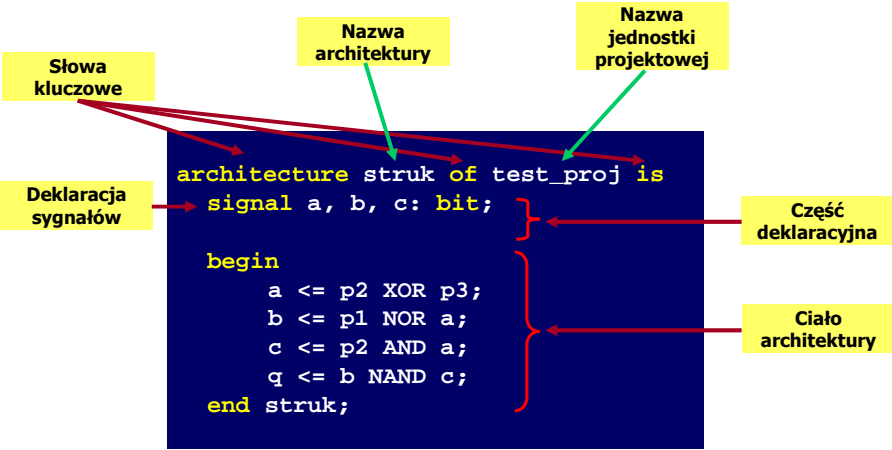 Nazwa
architektury
Nazwa
jednostki
projektowej
Słowa
kluczowe
architecture struk of test_proj is
Deklaracja
sygnałów
signal a, b, c: bit;
Część
deklaracyjna
begin
a <= p2 XOR p3;
b <= p1 NOR a;
c <= p2 AND a;
q <= b NAND c;
end struk;
Ciało
architektury